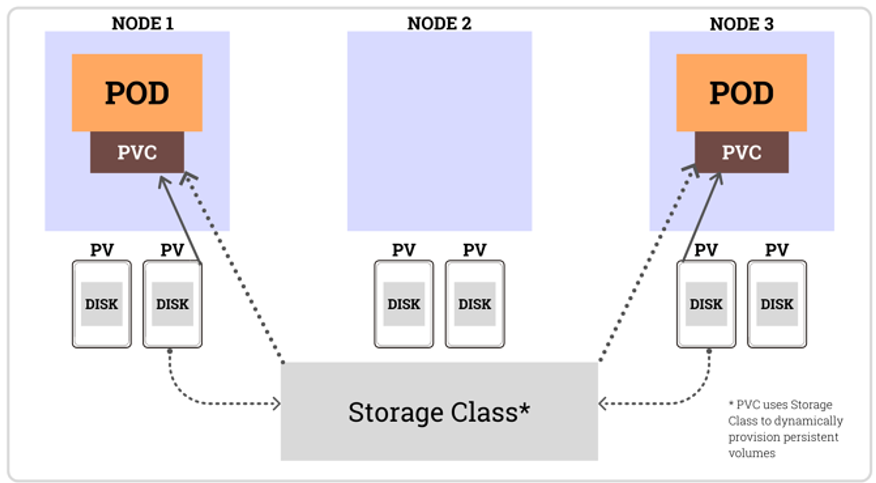 NODE 1
NODE 2
NODE 3
POD
POD
PVC
PVC
PV
PV
PV
PV
PV
PV
DISK
DISK
DISK
DISK
DISK
DISK
Storage Class*
* PVC uses Storage
Class to dynamically
provision persistent
volumes